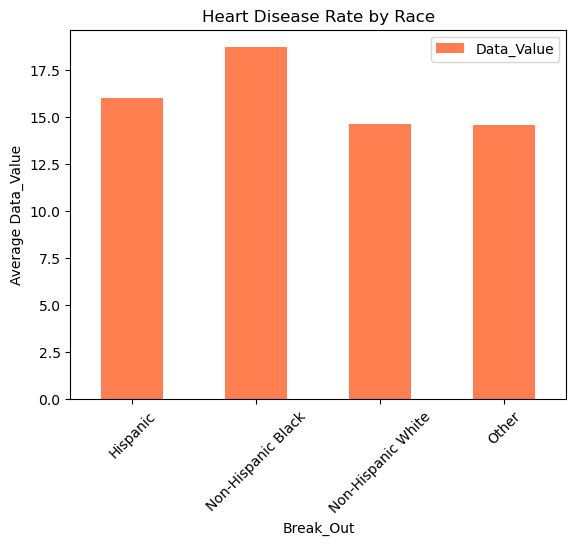 Heart Disease Rate by Race
Data_Value
Average Data_Value
17.5
15.0
12.5
10.0
7.5
5.0
2.5
0.0
Hispanic
Non-Hispanic Black
Non-Hispanic White
Other
Break_Out